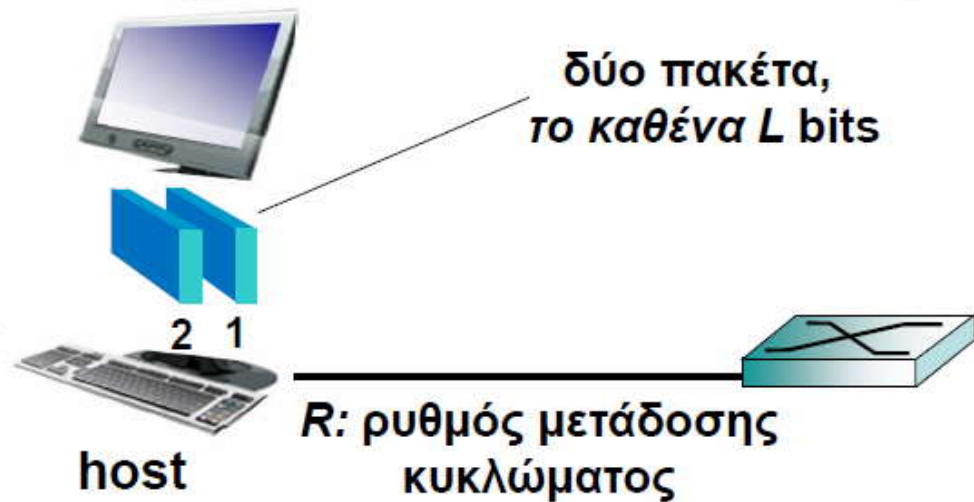 δύο πακέτα,
το καθένα L bits
2 1
R: ρυθμός μετάδοσης
host
κυκλώματος